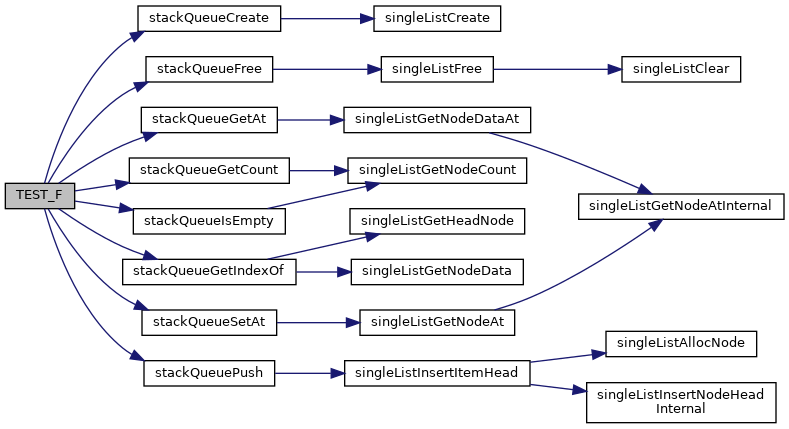 stackQueueCreate
singleListCreate
stackQueueFree
singleListFree
singleListClear
stackQueueGetAt
singleListGetNodeDataAt
stackQueueGetCount
singleListGetNodeCount
TEST_F
singleListGetNodeAtInternal
stackQueueIsEmpty
singleListGetHeadNode
stackQueueGetIndexOf
singleListGetNodeData
stackQueueSetAt
singleListGetNodeAt
singleListAllocNode
stackQueuePush
singleListInsertItemHead
singleListInsertNodeHead
Internal